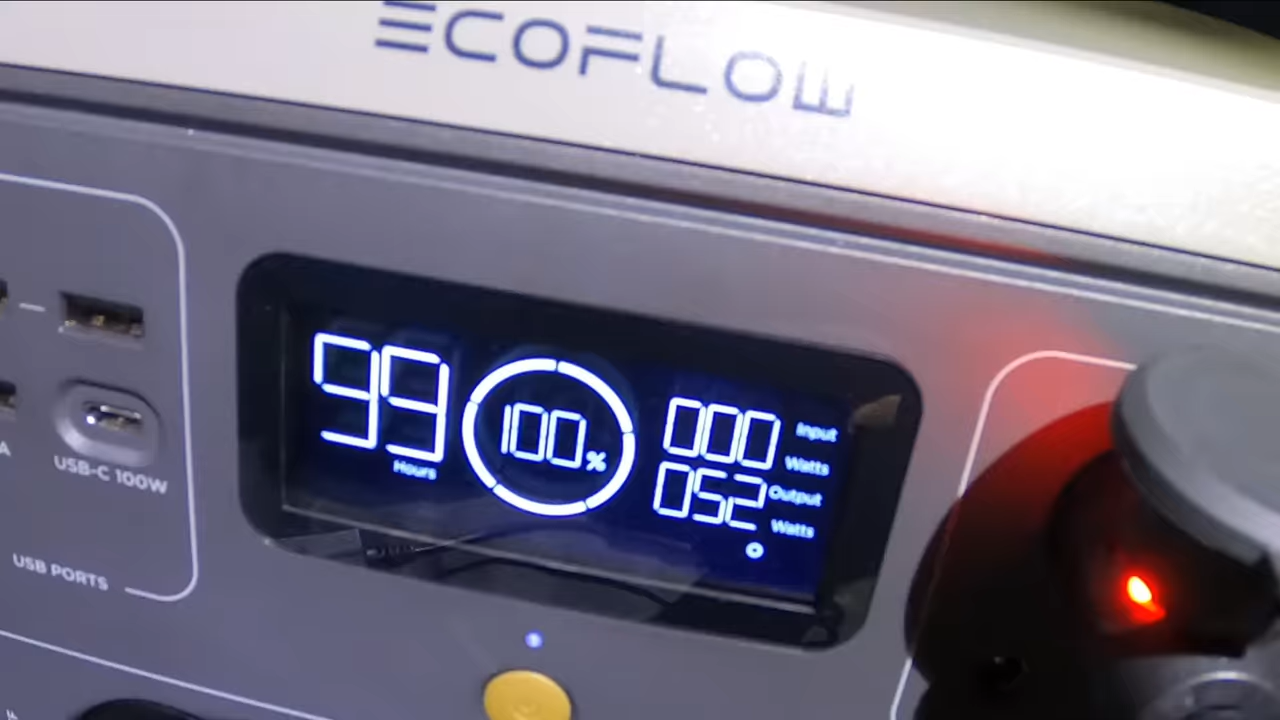 ECOFLOW
99
Hours
100%
000 Input
Watts
052 Output
Watts
A
USB-C 100W
USB PORTS